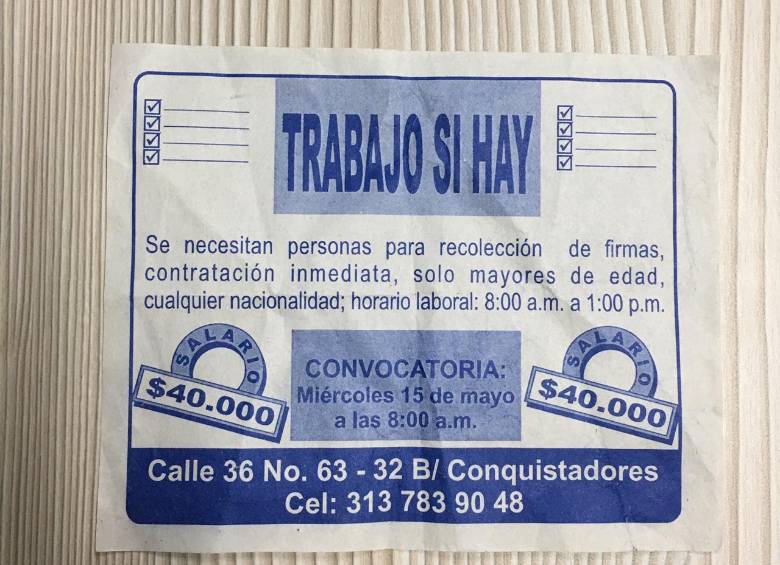 TRABAJO SI HAY
Se necesitan personas para recolección de firmas,
contratación inmediata, solo mayores de edad,
cualquier nacionalidad; horario laboral: 8:00 a.m. a 1:00 p.m.
SALARIO
$40.000
CONVOCATORIA:
Miércoles 15 de mayo
a las 8:00 a.m.
SALARIO
$40.000
Calle 36 No. 63 - 32 B/ Conquistadores
Cel: 313 783 90 48